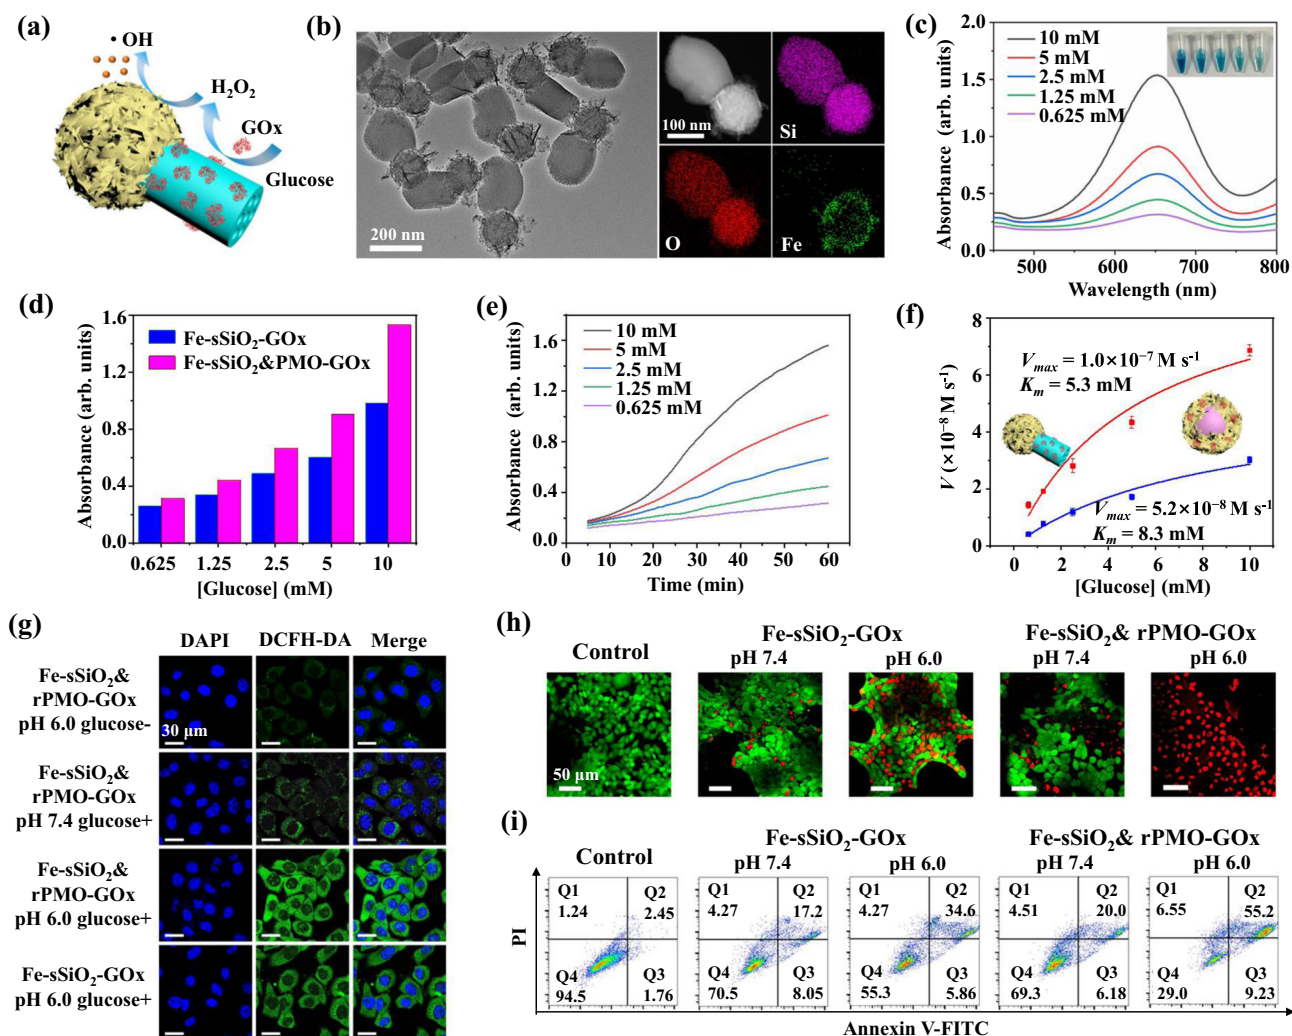 (a)
• OH
H₂O₂
GOx
Glucose
(b)
200 nm
100 nm
Si
O
Fe
(c)
Absorbance (arb. units)
2.0
1.5
1.0
0.5
0.0
10 mM
5 mM
2.5 mM
1.25 mM
0.625 mM
500 600 700 800
Wavelength (nm)
(d)
Absorbance (arb. units)
1.6
1.2
0.8
0.4
0.0
Fe-sSiO₂-GOx
Fe-sSiO₂&PMO-GOx
0.625 1.25 2.5 5 10
[Glucose] (mM)
(e)
Absorbance (arb. units)
1.6
1.2
0.8
0.4
0.0
10 mM
5 mM
2.5 mM
1.25 mM
0.625 mM
0 10 20 30 40 50 60
Time (min)
(f)
V (×10⁻⁸ M s⁻¹)
8
6
4
2
0
Vmax = 1.0×10⁻⁷ M s⁻¹
Km = 5.3 mM
Vmax = 5.2×10⁻⁸ M s⁻¹
Km = 8.3 mM
0 2 4 6 8 10
[Glucose] (mM)
(g)
DAPI DCFH-DA Merge
Fe-sSiO₂&
rPMO-GOx
pH 6.0 glucose-
30 μm
Fe-sSiO₂&
rPMO-GOx
pH 7.4 glucose+
Fe-sSiO₂&
rPMO-GOx
pH 6.0 glucose+
Fe-sSiO₂-GOx
pH 6.0 glucose+
(h)
Control
Fe-sSiO₂-GOx
pH 7.4 pH 6.0
Fe-sSiO₂& rPMO-GOx
pH 7.4 pH 6.0
50 μm
(i)
Control
Fe-sSiO₂-GOx
pH 7.4 pH 6.0
Fe-sSiO₂& rPMO-GOx
pH 7.4 pH 6.0
PI
Q1 Q2
1.24 2.45
Q4 Q3
94.5 1.76
Q1 Q2
4.27 17.2
Q4 Q3
70.5 8.05
Q1 Q2
4.27 34.6
Q4 Q3
55.3 5.86
Q1 Q2
4.51 20.0
Q4 Q3
69.3 6.18
Q1 Q2
6.55 55.2
Q4 Q3
29.0 9.23
Annexin V-FITC